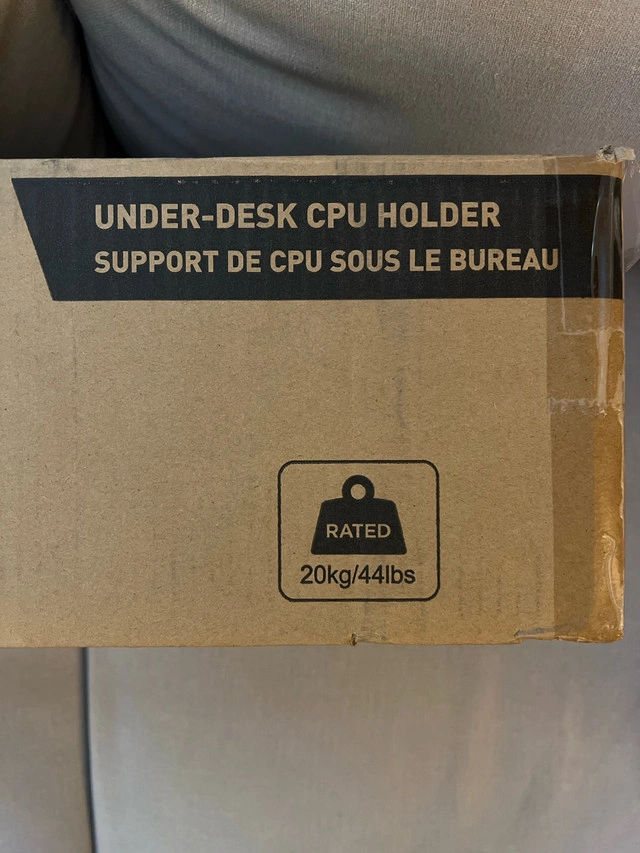 UNDER-DESK CPU HOLDER
SUPPORT DE CPU SOUS LE BUREAU
RATED
20kg/44lbs